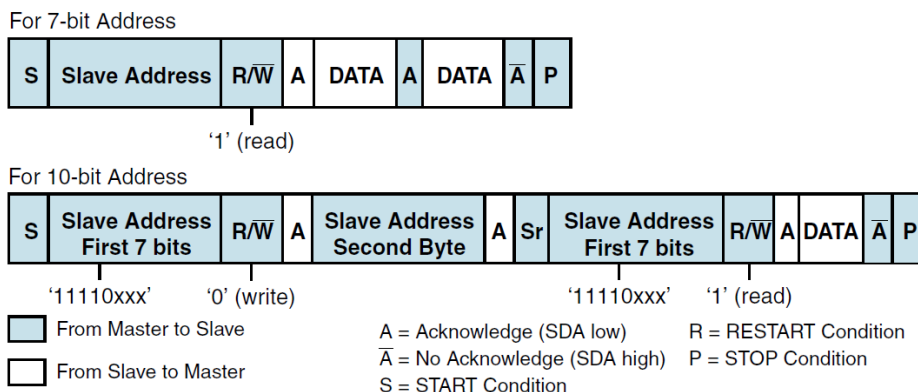 For 7-bit Address
S Slave Address R/W̅ A DATA A DATA A̅ P
‘1’ (read)
For 10-bit Address
S Slave Address First 7 bits R/W̅ A Slave Address Second Byte A Sr Slave Address First 7 bits R/W̅ A DATA A̅ P
‘11110xxx’ ‘0’ (write) ‘11110xxx’ ‘1’ (read)
From Master to Slave
From Slave to Master
A = Acknowledge (SDA low)
A̅ = No Acknowledge (SDA high)
S = START Condition
R = RESTART Condition
P = STOP Condition